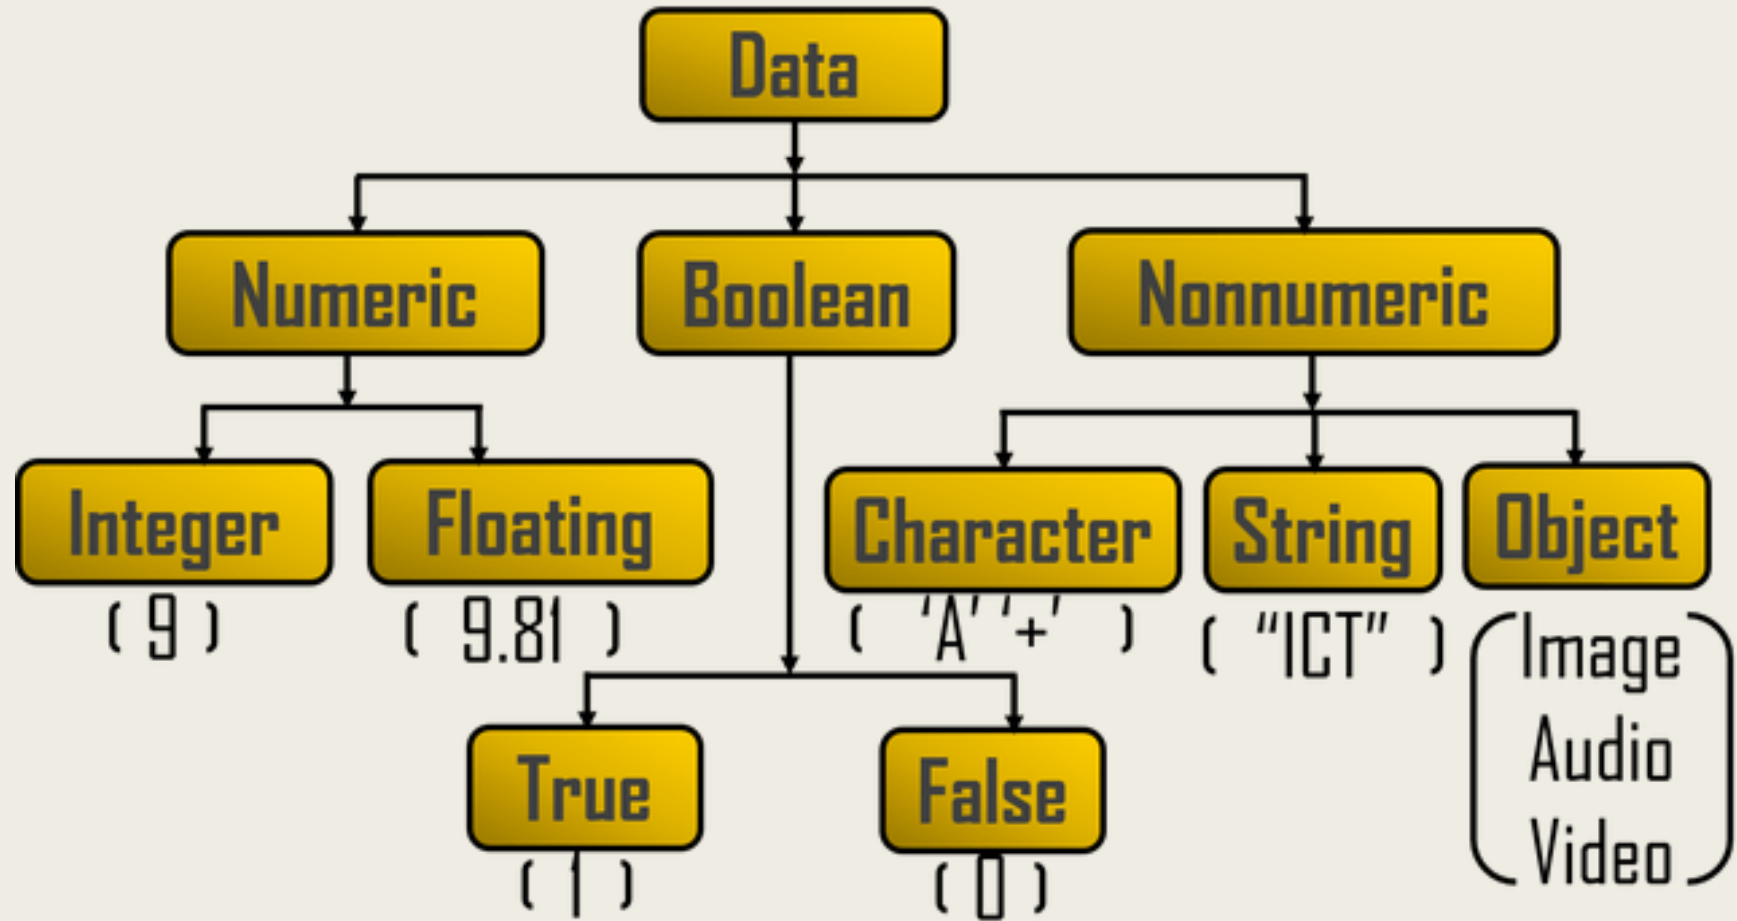 Data
Numeric
Boolean
Nonnumeric
Integer
Floating
Character
String
Object
( 9 )
( 9.81 )
( 'A' '+' )
( "ICT" )
( Image
Audio
Video )
True
False
( 1 )
( 0 )